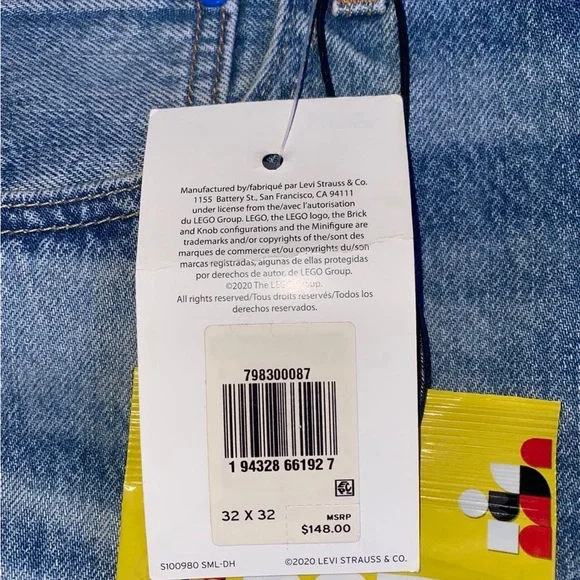 Manufactured by/fabriqué par Levi Strauss & Co.
1155 Battery St., San Francisco, CA 94111
under license from the/avec l'autorisation
du LEGO Group. LEGO, the LEGO logo, the Brick
and Knob configurations and the Minifigure are
trademarks and/or copyrights of the/sont des
marques de commerce et/ou copyrights du/son
marcas registradas, algunas de ellas protegidas
por derechos de autor, de LEGO Group.
©2020 The LEGO Group.
All rights reserved/Tous droits réservés/Todos los
derechos reservados.
798300087
1 94328 66192 7
32 X 32
MSRP
$148.00
S100980 SML-DH
©2020 LEVI STRAUSS & CO.